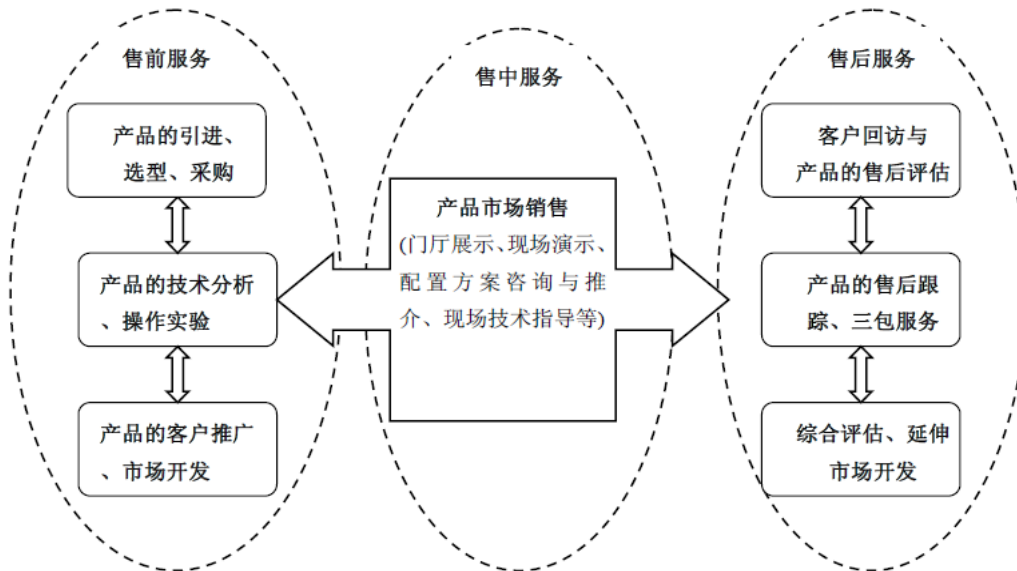 售前服务
产品的引进、
选型、采购
产品的技术分析
、操作实验
产品的客户推广
、市场开发
售中服务
产品市场销售
(门厅展示、现场演示、
配置方案咨询与推
介、现场技术指导等)
售后服务
客户回访与
产品的售后评估
产品的售后跟
踪、三包服务
综合评估、延伸
市场开发